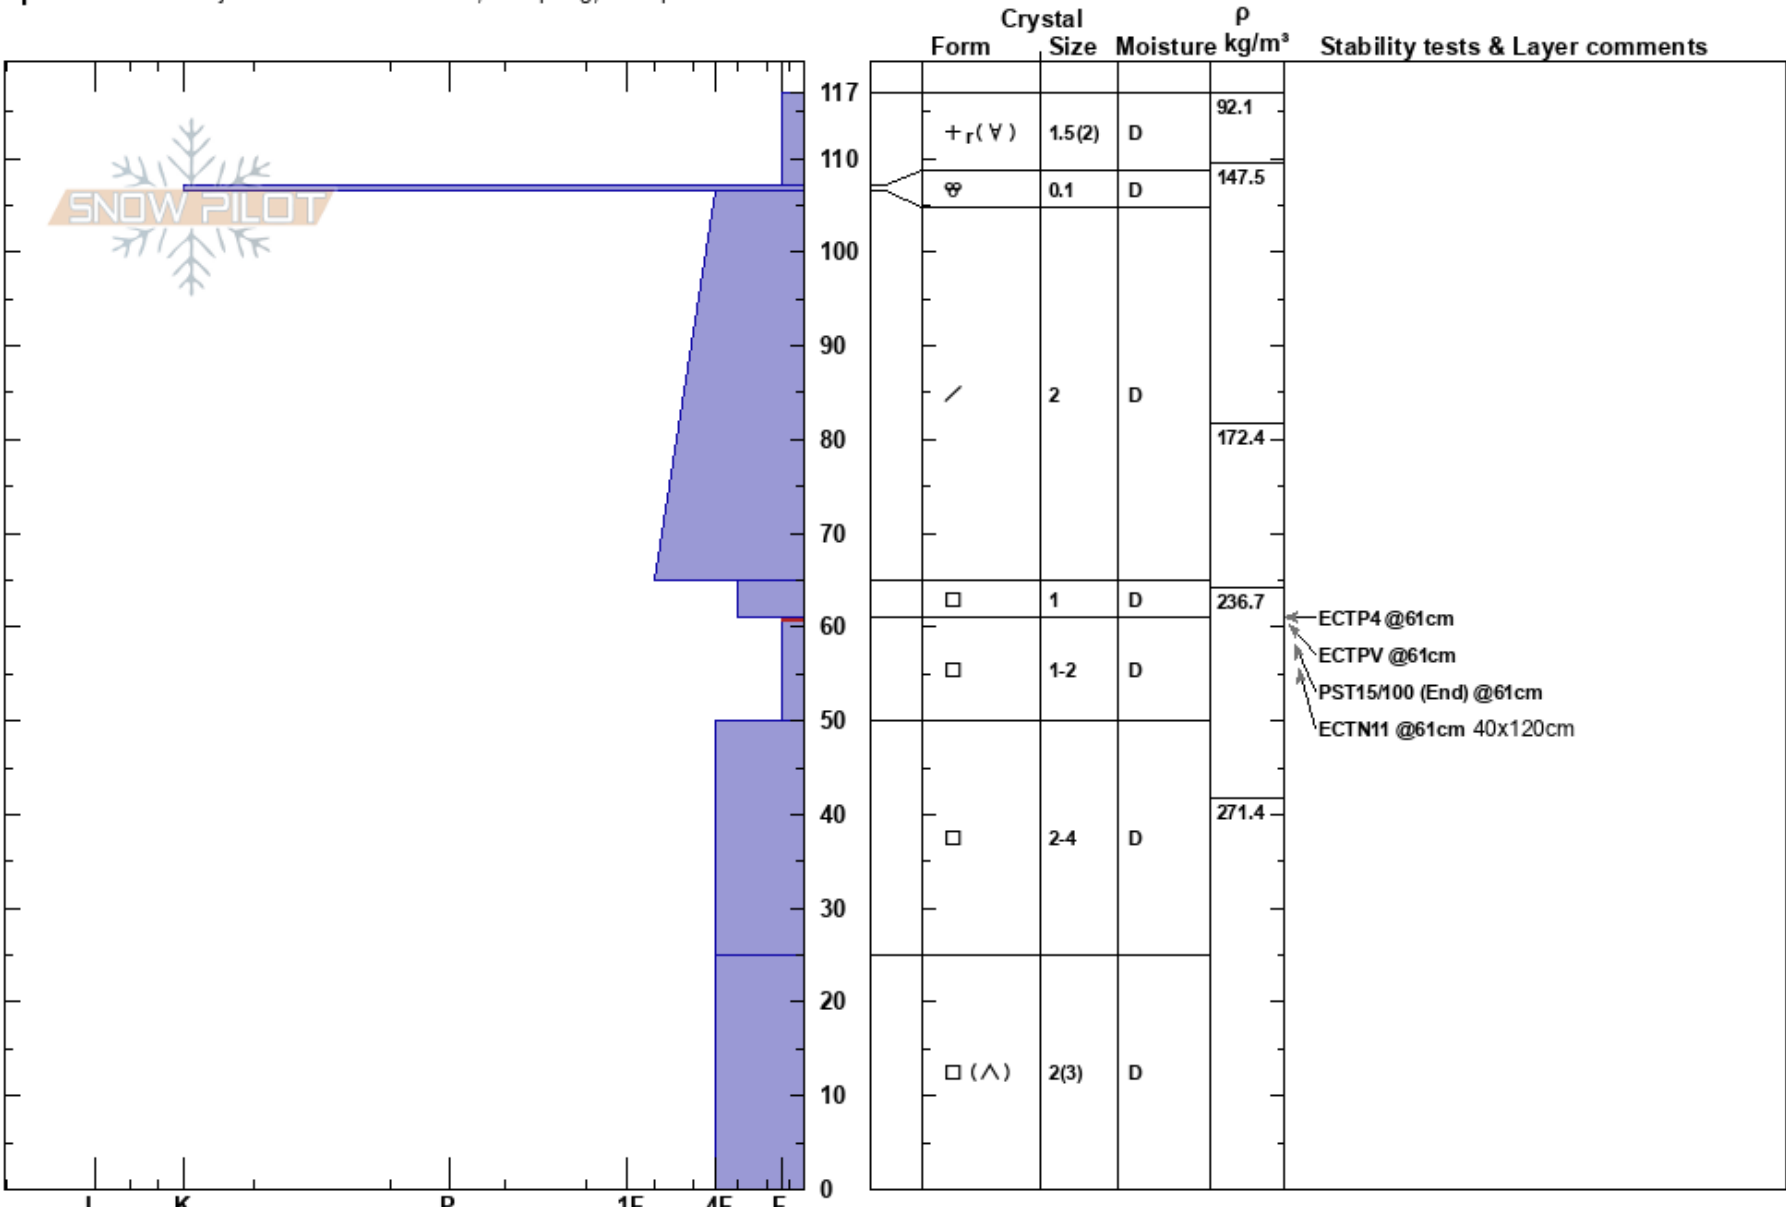 Crystal ρ
Form Size Moisture kg/m³ Stability tests & Layer comments
117
92.1
+r(∀) 1.5(2) D
110
147.5
0.1 D
SNOW PILOT
100
90
/ 2 D
80
172.4
70
□ 1 D 236.7
60
ECTP4 @61cm
ECTPV @61cm
□ 1-2 D
PST15/100 (End) @61cm
50
ECTN11 @61cm 40x120cm
40
271.4
□ 2-4 D
30
20
□ (∧) 2(3) D
10
0
I K P 1F 4F F